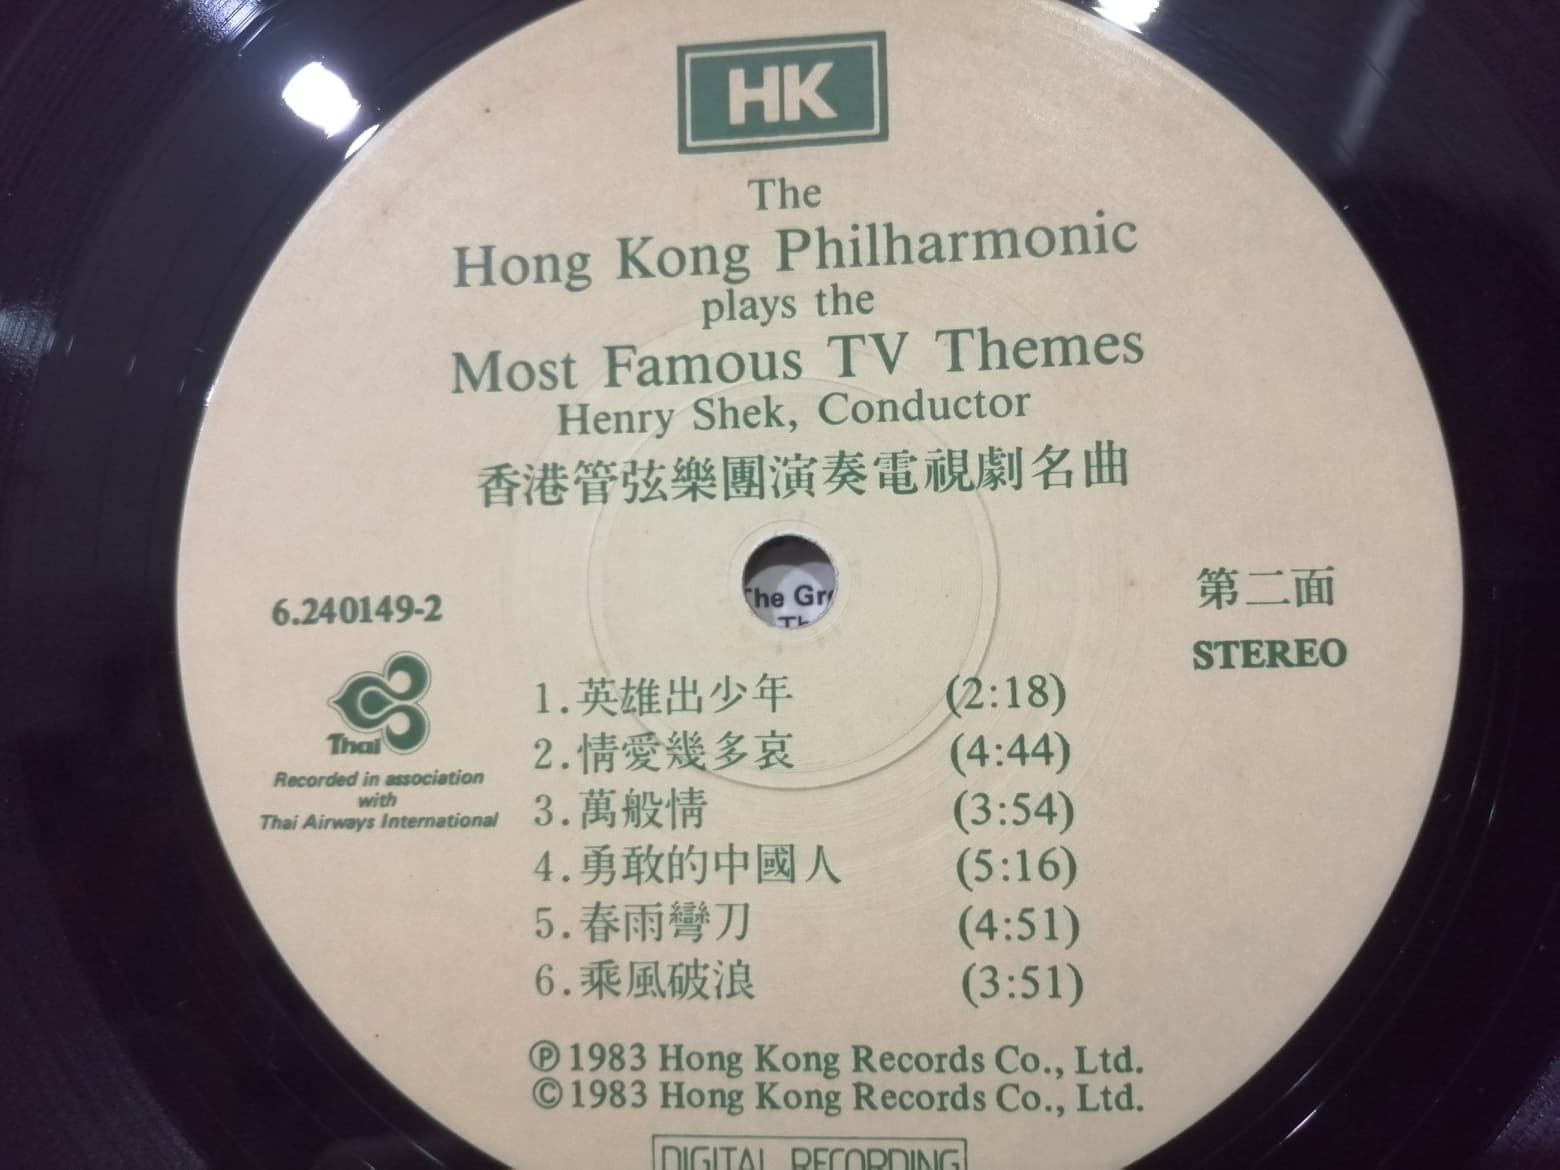 HK
The
Hong Kong Philharmonic
plays the
Most Famous TV Themes
Henry Shek, Conductor
香港管弦樂團演奏電視劇名曲
The
6.240149-2
第二面
STEREO
Thai
Recorded in association
with
Thai Airways International
1.英雄出少年 (2:18)
2.情愛幾多哀 (4:44)
3.萬般情 (3:54)
4.勇敢的中國人 (5:16)
5.春雨彎刀 (4:51)
6.乘風破浪 (3:51)
℗ 1983 Hong Kong Records Co., Ltd.
© 1983 Hong Kong Records Co., Ltd.
DIGITAL RECORDING